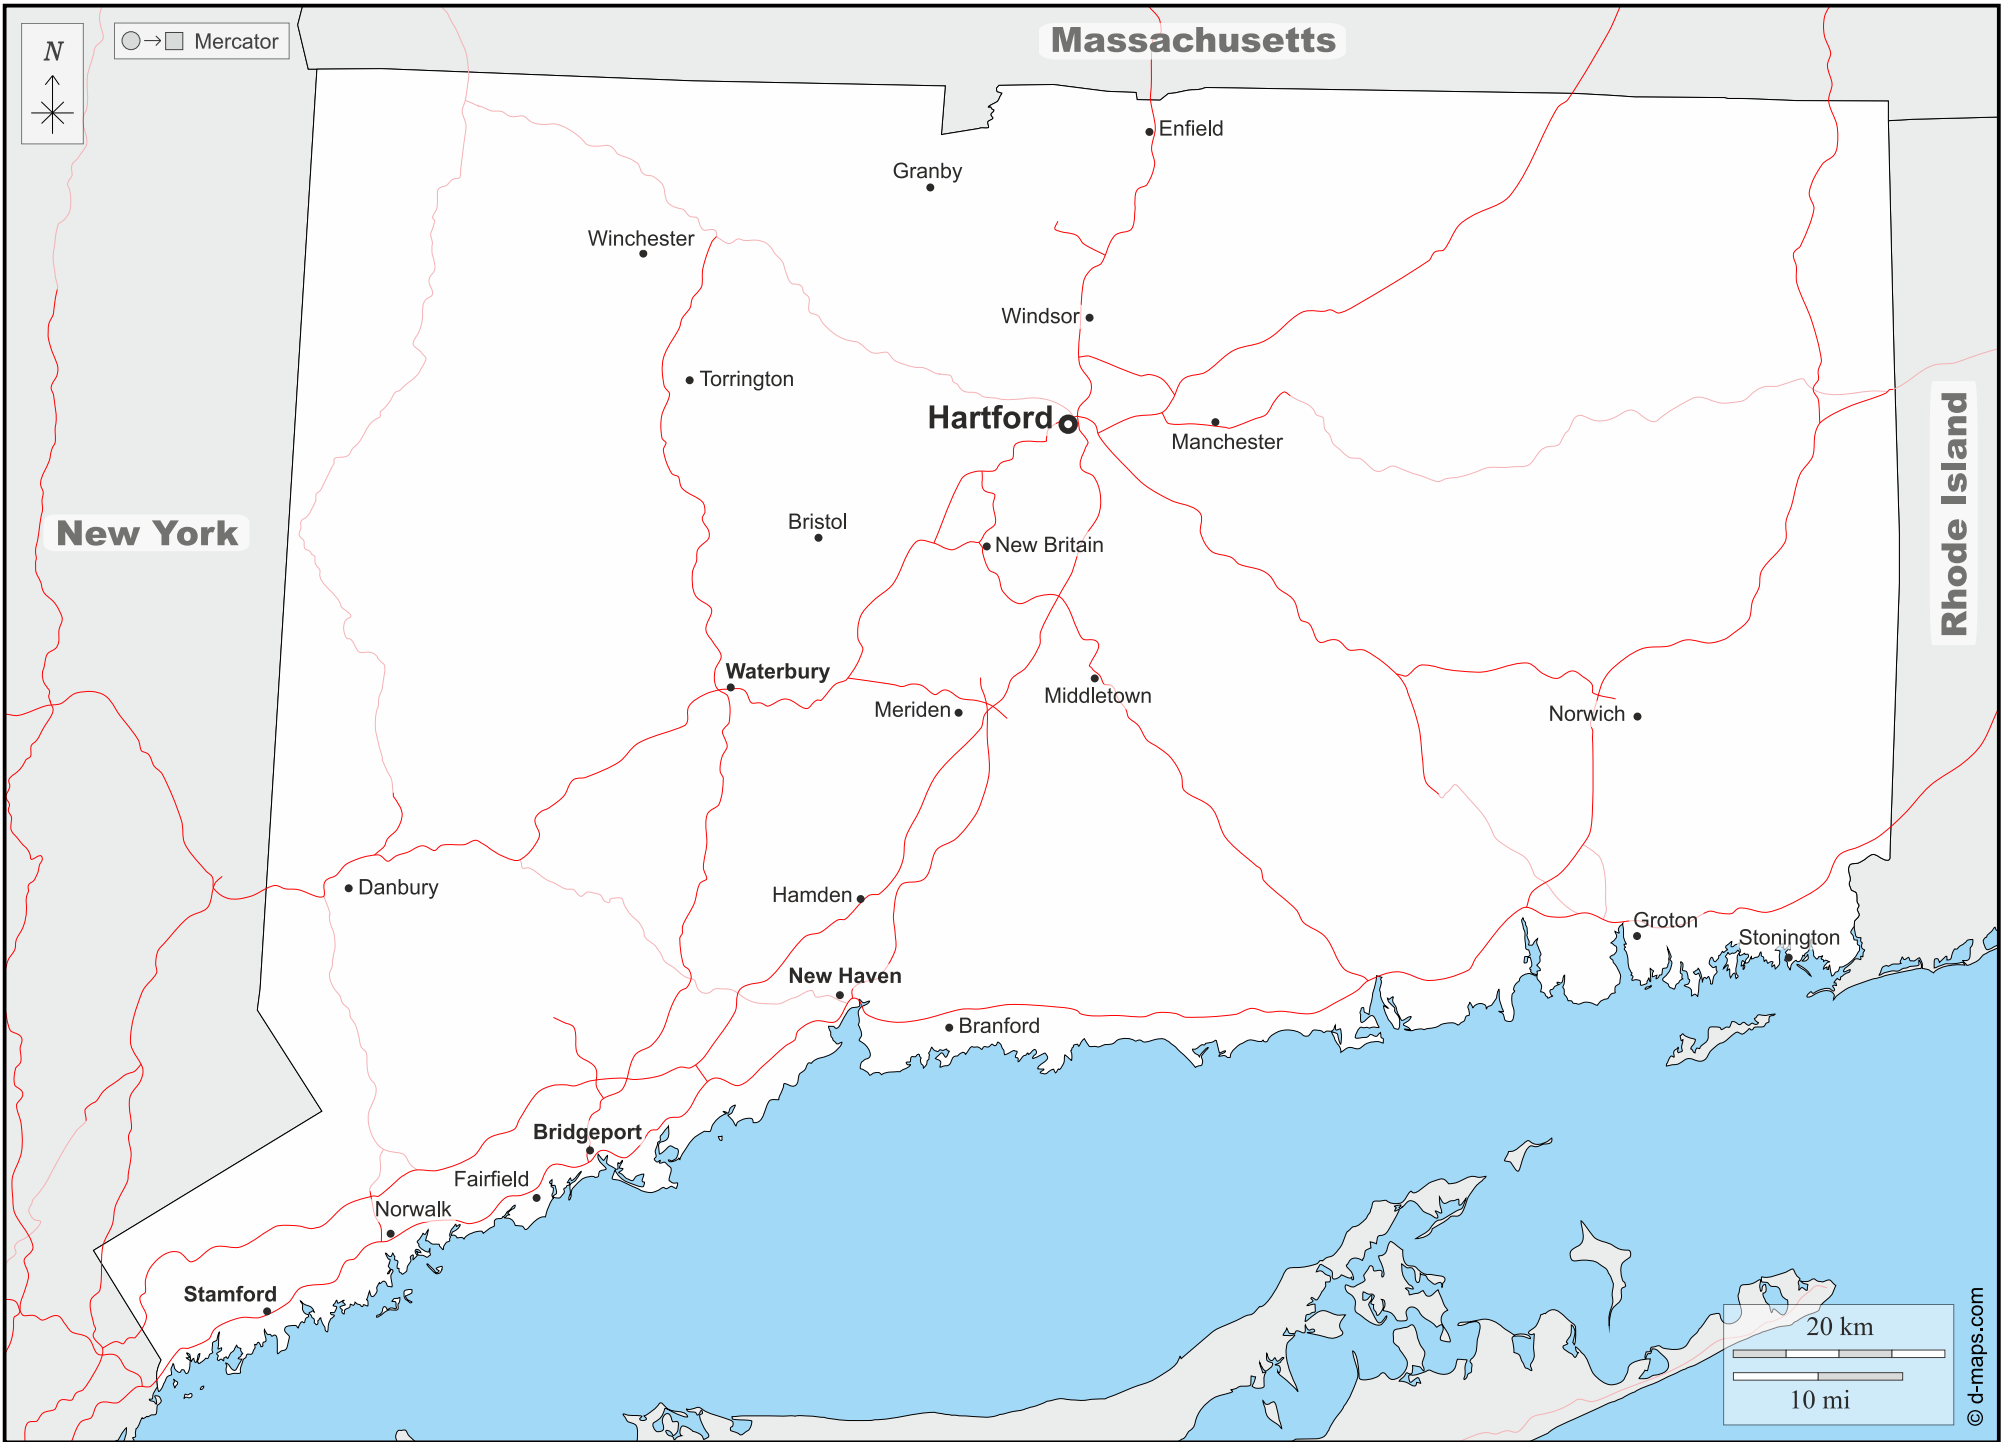 Massachusetts
N
Mercator
Enfield
Granby
Winchester
Windsor
Torrington
Hartford
Manchester
Rhode Island
New York
Bristol
New Britain
Waterbury
Middletown
Meriden
Norwich
Danbury
Hamden
Groton
Stonington
New Haven
Branford
Bridgeport
Fairfield
Norwalk
Stamford
20 km
10 mi
© d-maps.com